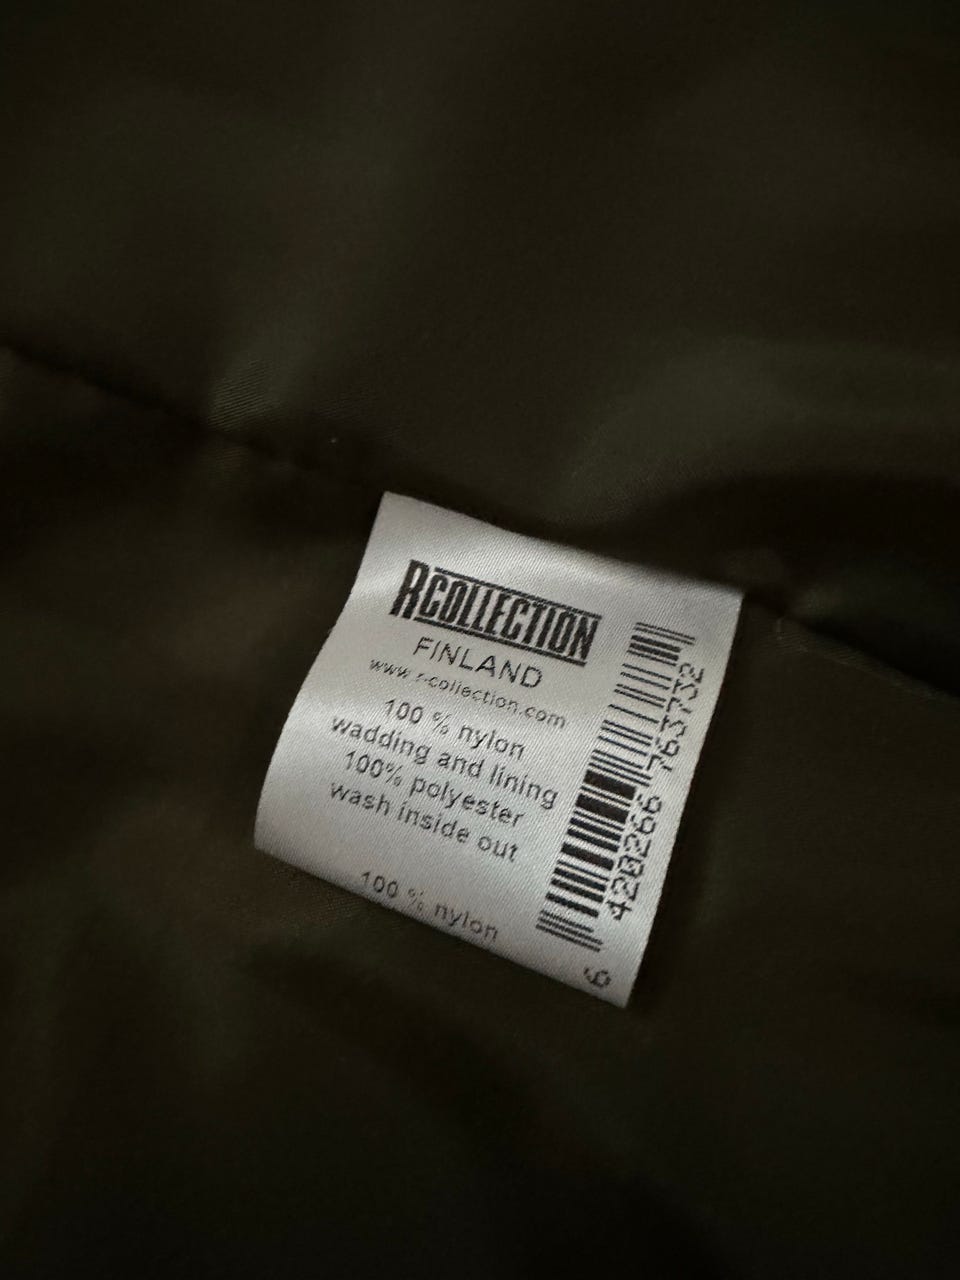 RCOLLECTION
FINLAND
www.r-collection.com
100 % nylon
wadding and lining
100% polyester
wash inside out
100 % nylon
6 420266 763732